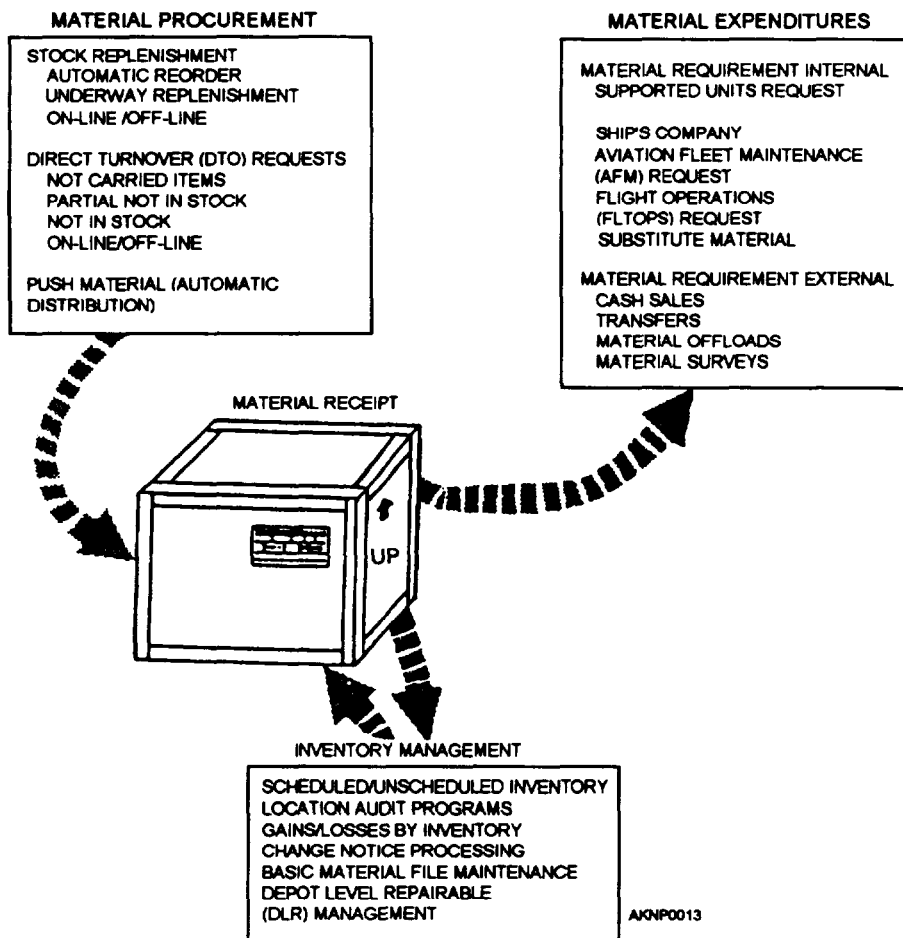 MATERIAL PROCUREMENT
STOCK REPLENISHMENT
AUTOMATIC REORDER
UNDERWAY REPLENISHMENT
ON-LINE /OFF-LINE
DIRECT TURNOVER (DTO) REQUESTS
NOT CARRIED ITEMS
PARTIAL NOT IN STOCK
NOT IN STOCK
ON-LINE/OFF-LINE
PUSH MATERIAL (AUTOMATIC
DISTRIBUTION)
MATERIAL EXPENDITURES
MATERIAL REQUIREMENT INTERNAL
SUPPORTED UNITS REQUEST
SHIP'S COMPANY
AVIATION FLEET MAINTENANCE
(AFM) REQUEST
FLIGHT OPERATIONS
(FLTOPS) REQUEST
SUBSTITUTE MATERIAL
MATERIAL REQUIREMENT EXTERNAL
CASH SALES
TRANSFERS
MATERIAL OFFLOADS
MATERIAL SURVEYS
MATERIAL RECEIPT
UP
INVENTORY MANAGEMENT
SCHEDULED/UNSCHEDULED INVENTORY
LOCATION AUDIT PROGRAMS
GAINS/LOSSES BY INVENTORY
CHANGE NOTICE PROCESSING
BASIC MATERIAL FILE MAINTENANCE
DEPOT LEVEL REPAIRABLE
(DLR) MANAGEMENT
AKNP0013